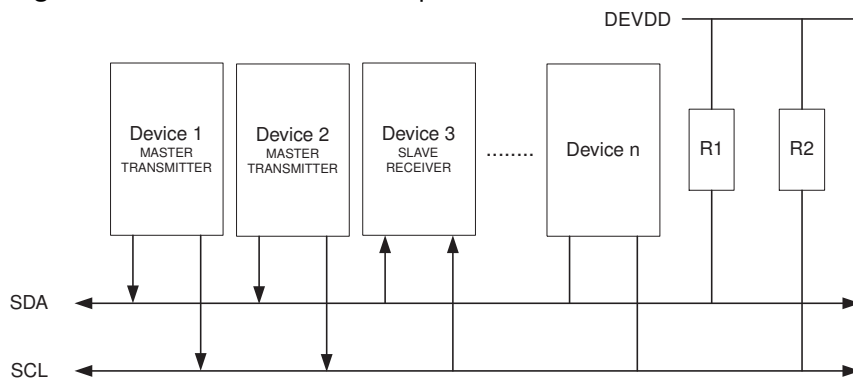 DEVDD
Device 1
MASTER
TRANSMITTER
Device 2
MASTER
TRANSMITTER
Device 3
SLAVE
RECEIVER
........
Device n
R1
R2
SDA
SCL